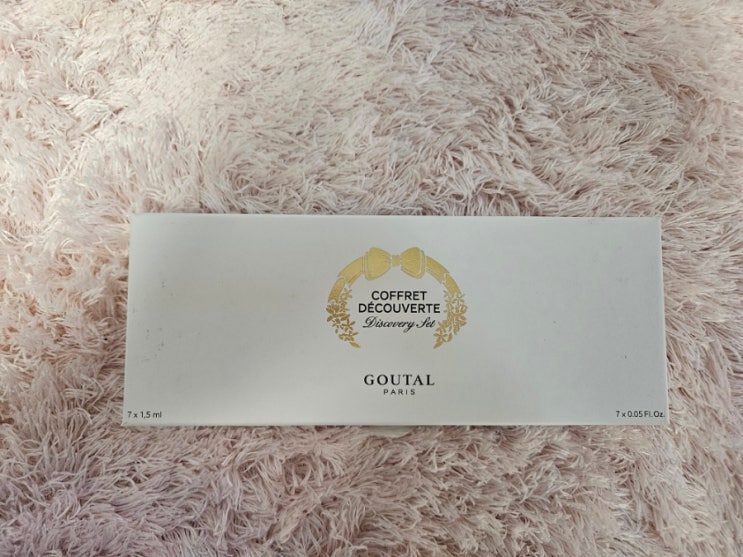 COFFRET
DÉCOUVERTE
Discovery Set
GOUTAL
PARIS
7 x 1,5 ml
7 x 0.05 Fl. Oz.